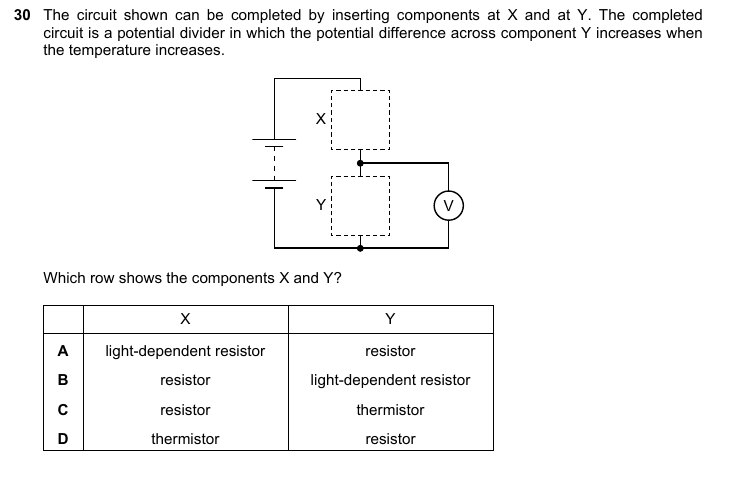 30 The circuit shown can be completed by inserting components at X and at Y. The completed
circuit is a potential divider in which the potential difference across component Y increases when
the temperature increases.
X
Y
V
Which row shows the components X and Y?
X Y
A light-dependent resistor resistor
B resistor light-dependent resistor
C resistor thermistor
D thermistor resistor